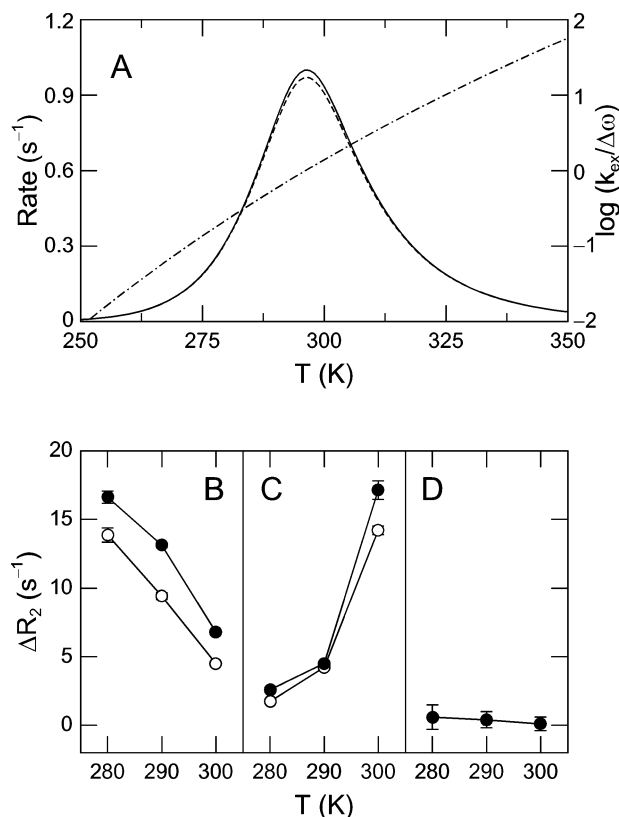 1.2
0.9
0.6
0.3
0
Rate (s⁻¹)
A
2
1
0
−1
−2
log (kₑₓ/Δω)
250 275 300 325 350
T (K)
20
15
10
5
0
ΔR₂ (s⁻¹)
B C D
280 290 300 280 290 300 280 290 300
T (K)